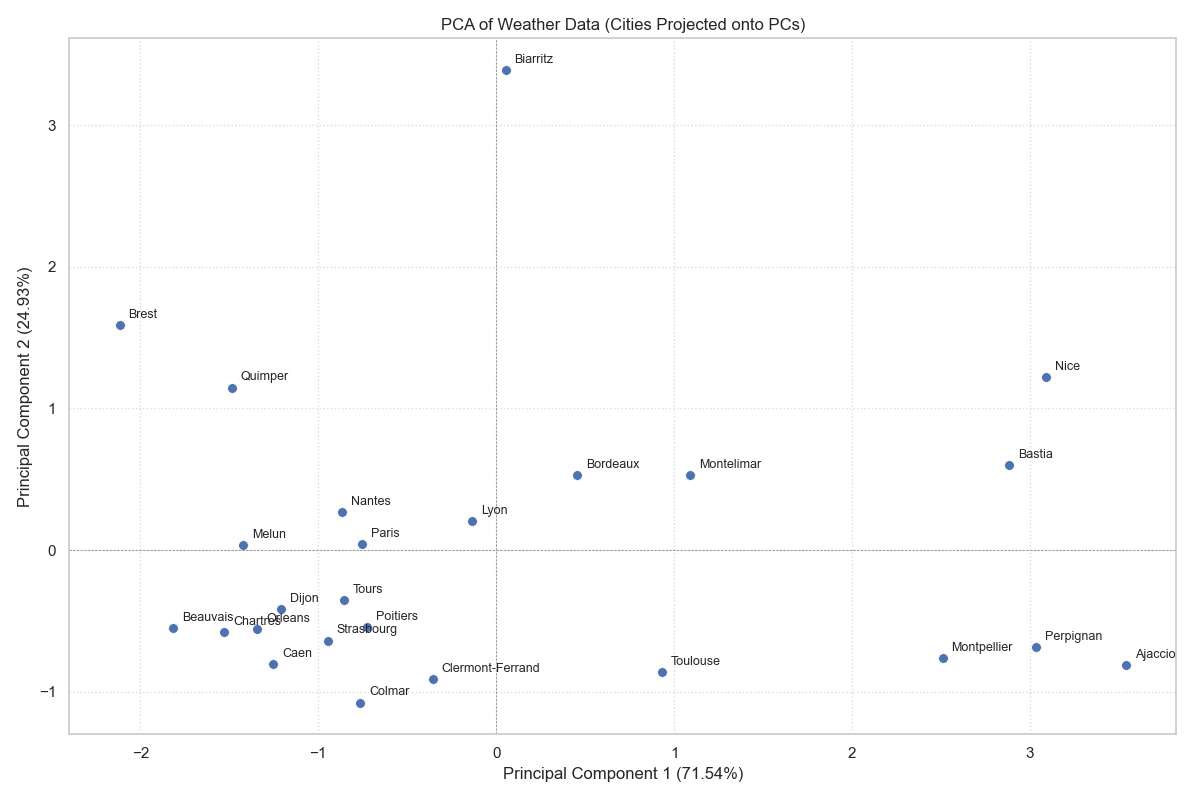 PCA of Weather Data (Cities Projected onto PCs)
Biarritz
3
2
Brest
Nice
Quimper
1
Bastia
Bordeaux
Montelimar
Nantes
Lyon
Paris
Melun
0
Tours
Dijon
Beauvais
Chartres
Orleans
Poitiers
Strasbourg
Caen
Clermont-Ferrand
Toulouse
Montpellier
Perpignan
Ajaccio
Colmar
−1
−2 −1 0 1 2 3
Principal Component 1 (71.54%)
Principal Component 2 (24.93%)